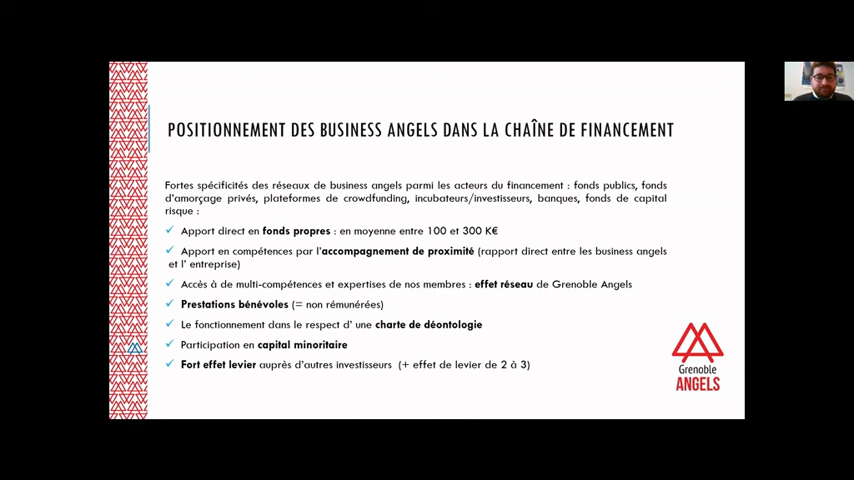 POSITIONNEMENT DES BUSINESS ANGELS DANS LA CHAÎNE DE FINANCEMENT
Fortes spécificités des réseaux de business angels parmi les acteurs du financement : fonds publics, fonds
d'amorçage privés, plateformes de crowdfunding, incubateurs/investisseurs, banques, fonds de capital
risque :
✓ Apport direct en fonds propres : en moyenne entre 100 et 300 K€
✓ Apport en compétences par l'accompagnement de proximité (rapport direct entre les business angels
et l' entreprise)
✓ Accès à de multi-compétences et expertises de nos membres : effet réseau de Grenoble Angels
✓ Prestations bénévoles (= non rémunérées)
✓ Le fonctionnement dans le respect d' une charte de déontologie
✓ Participation en capital minoritaire
✓ Fort effet levier auprès d'autres investisseurs (+ effet de levier de 2 à 3)
Grenoble
ANGELS